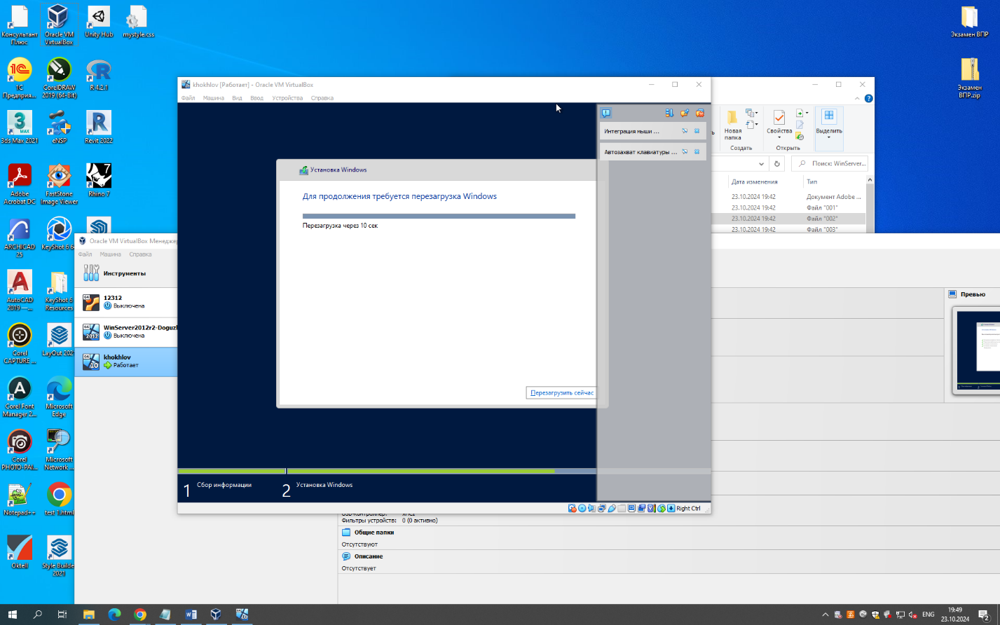 Консультант Плюс
Oracle VM VirtualBox
Unity Hub
mystyle.css
Экзамен ВПР
1С Предприя...
CorelDRAW 2019 (64-Bit)
R 4.2.1
Экзамен ВПР.zip
3ds Max 2021
eNSP
Revit 2022
Adobe Acrobat DC
FastStone Image Viewer
Rhino 7
ARCHICAD 25
KeyShot 6 64
AutoCAD 2019 —...
KeyShot 6 Resources
Corel CAPTURE ...
LayOut 2021
Corel Font Manager 2...
Microsoft Edge
Corel PHOTO-PAI...
Microsoft Network ...
Notepad++
test 1.html
Oktell
Style Builder 2021
khokhlov [Работает] - Oracle VM VirtualBox
Файл Машина Вид Ввод Устройства Справка
Интеграция мыши ...
Автозахват клавиатуры ...
Установка Windows
Для продолжения требуется перезагрузка Windows
Перезагрузка через 10 сек
Перезагрузить сейчас
1 Сбор информации
2 Установка Windows
Right Ctrl
Новая папка
Свойства
Выделить
Создать
Открыть
Поиск: WinServer...
Дата изменения Тип
23.10.2024 19:42 Документ Adobe ...
23.10.2024 19:42 Файл "001"
23.10.2024 19:42 Файл "002"
23.10.2024 19:42 Файл "003"
Oracle VM VirtualBox Менеджер
Файл Машина Справка
Инструменты
12312
Выключена
WinServer2012r2-Doguzh
Выключена
khokhlov
Работает
Превью
USB-контроллер: xHCI
Фильтры устройств: 0 (0 активно)
Общие папки
Отсутствуют
Описание
Отсутствует
ENG
19:49
23.10.2024
2